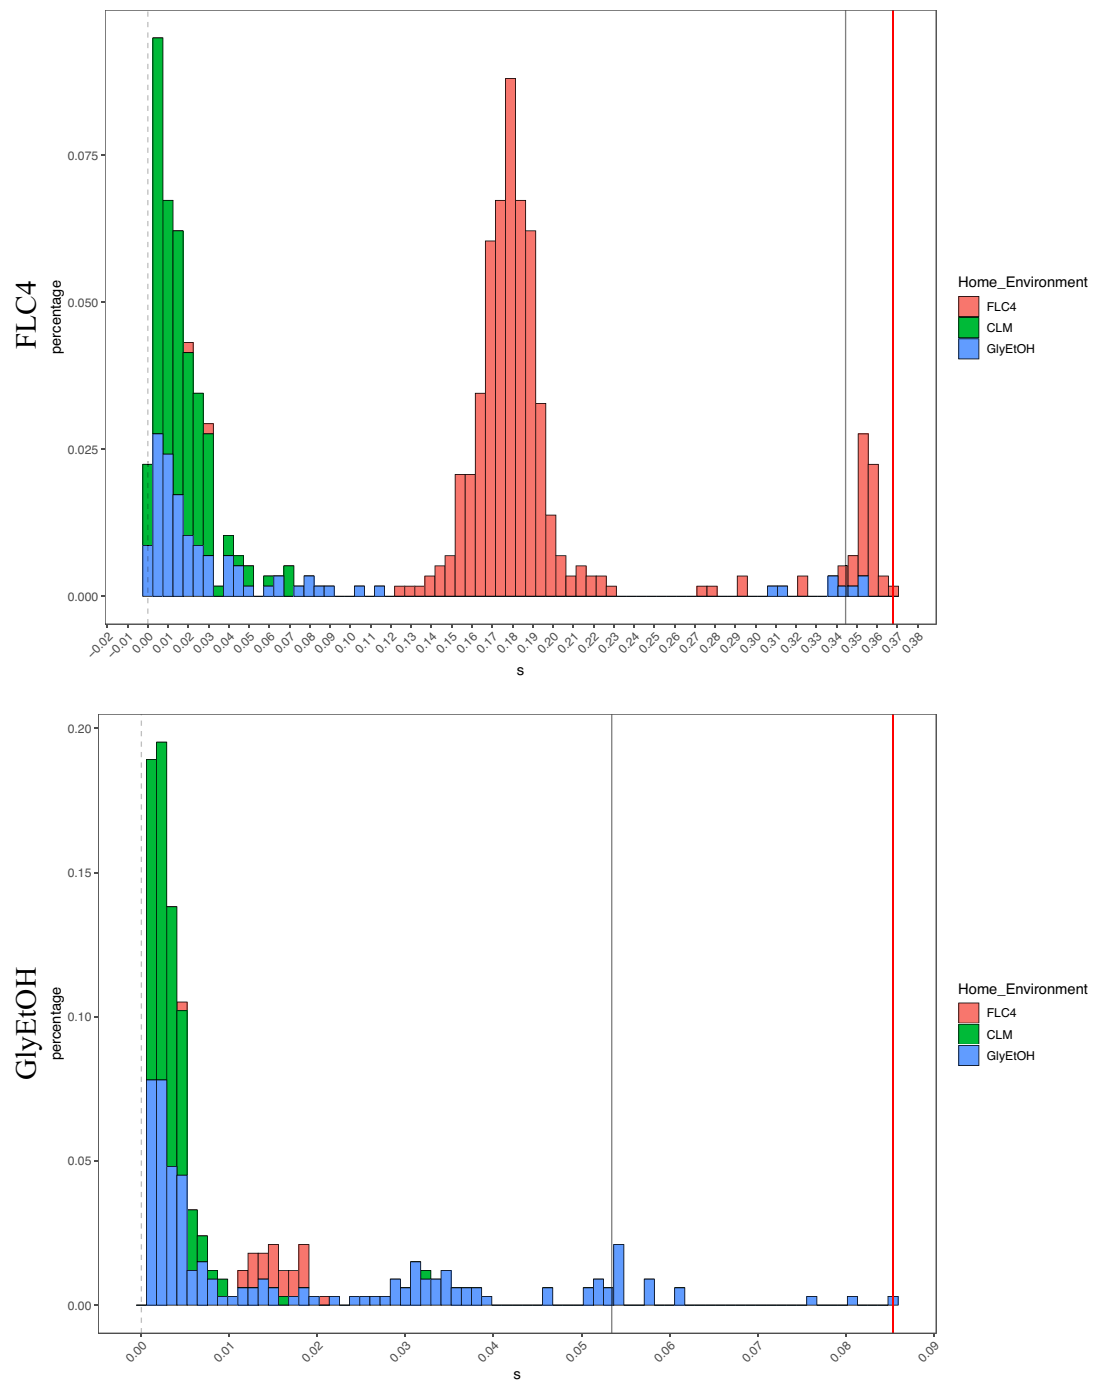 FLC4
percentage
0.075
0.050
0.025
0.000
−0.02 −0.01 0.00 0.01 0.02 0.03 0.04 0.05 0.06 0.07 0.08 0.09 0.10 0.11 0.12 0.13 0.14 0.15 0.16 0.17 0.18 0.19 0.20 0.21 0.22 0.23 0.24 0.25 0.26 0.27 0.28 0.29 0.30 0.31 0.32 0.33 0.34 0.35 0.36 0.37 0.38
s
Home_Environment
FLC4
CLM
GlyEtOH
GlyEtOH
percentage
0.20
0.15
0.10
0.05
0.00
0.00 0.01 0.02 0.03 0.04 0.05 0.06 0.07 0.08 0.09
s
Home_Environment
FLC4
CLM
GlyEtOH